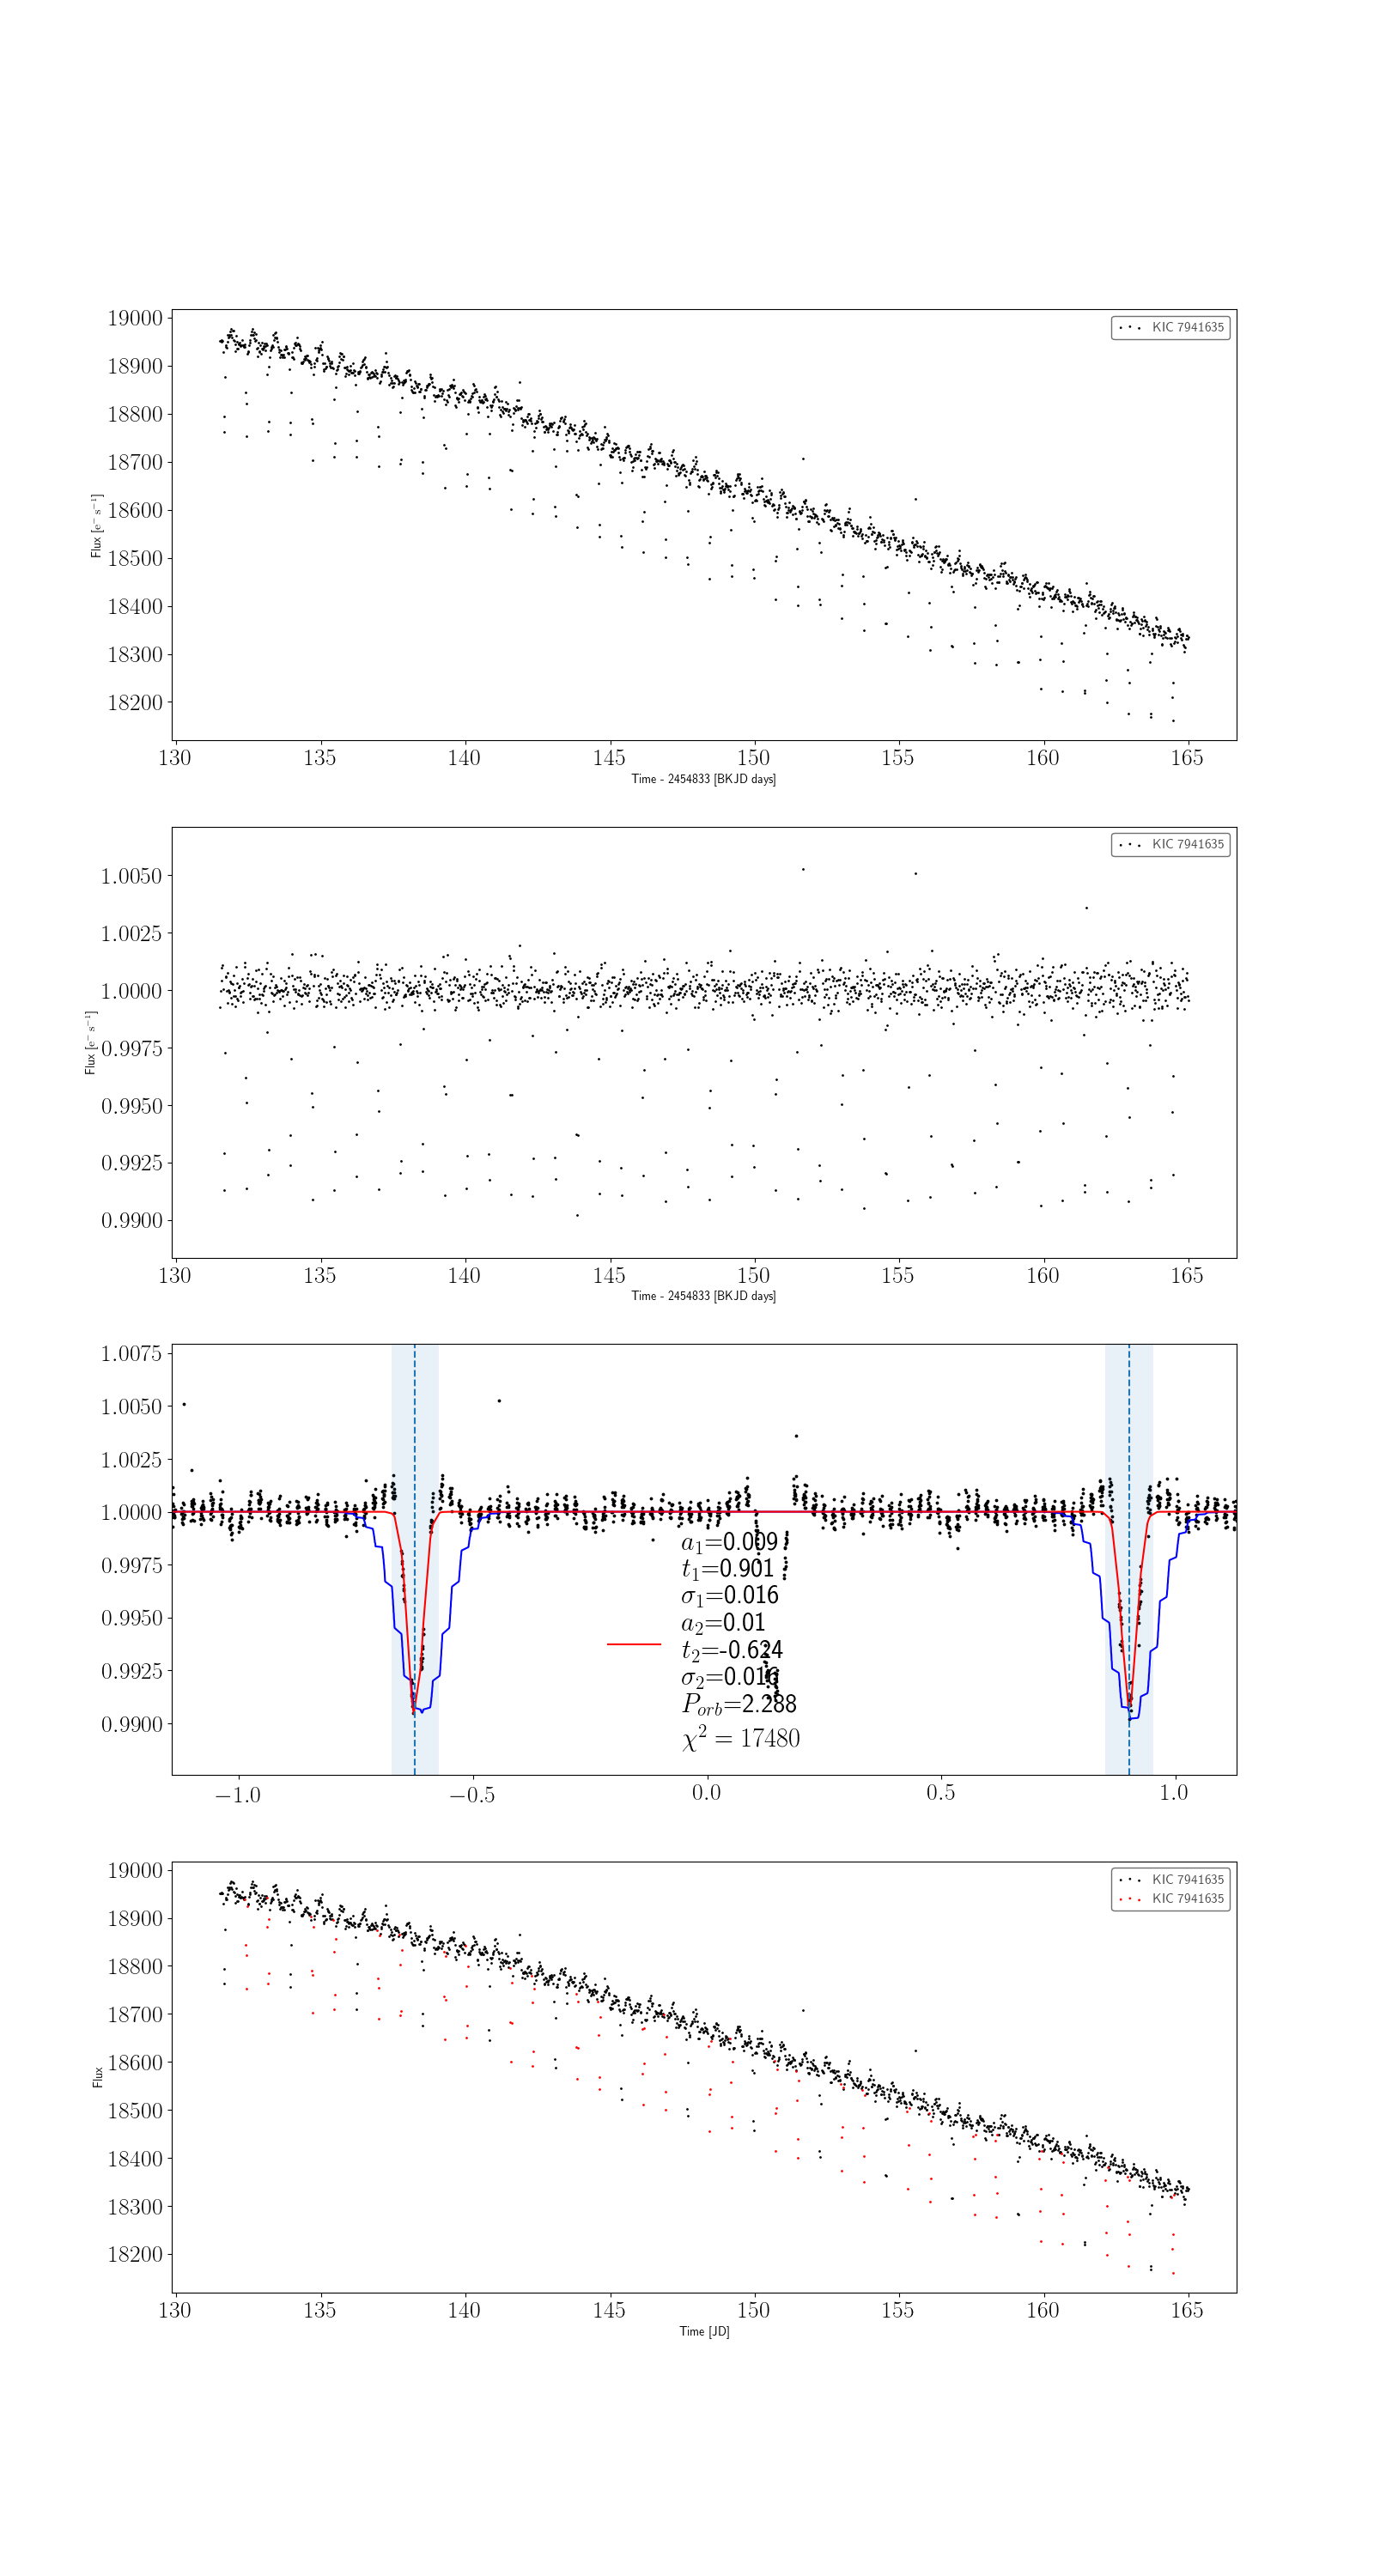 19000
18900
18800
18700
18600
18500
18400
18300
18200
Flux [e⁻ s⁻¹]
KIC 7941635
130 135 140 145 150 155 160 165
Time - 2454833 [BKJD days]
1.0050
1.0025
1.0000
0.9975
0.9950
0.9925
0.9900
Flux [e⁻ s⁻¹]
KIC 7941635
130 135 140 145 150 155 160 165
Time - 2454833 [BKJD days]
1.0075
1.0050
1.0025
1.0000
0.9975
0.9950
0.9925
0.9900
a₁=0.009
t₁=0.901
σ₁=0.016
a₂=0.01
t₂=-0.624
σ₂=0.016
P_orb=2.288
χ² = 17480
−1.0 −0.5 0.0 0.5 1.0
19000
18900
18800
18700
18600
18500
18400
18300
18200
Flux
KIC 7941635
KIC 7941635
130 135 140 145 150 155 160 165
Time [JD]